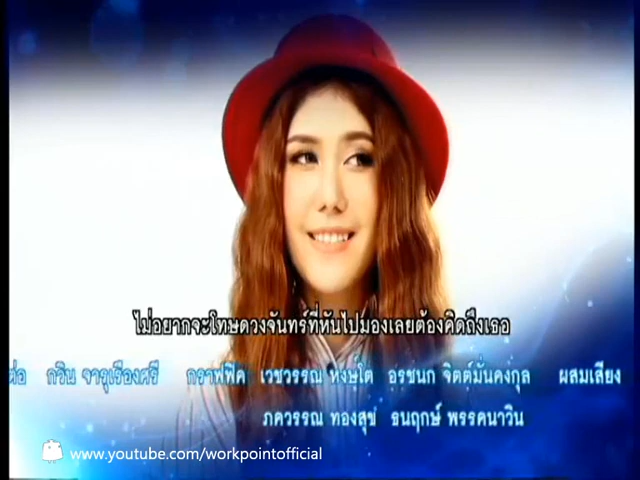 ไม่อยากจะโทษดวงจันทร์ที่หันไปมองเลยต้องคิดถึงเธอ
ต่อ กวิน จารุเรืองศรี กราฟฟิค เวชวรรณ หงษ์โต อรชนก จิตต์มั่นคงกุล ผสมเสียง
ภควรรณ ทองสุข ธนฤกษ์ พรรคนาวิน
www.youtube.com/workpointofficial